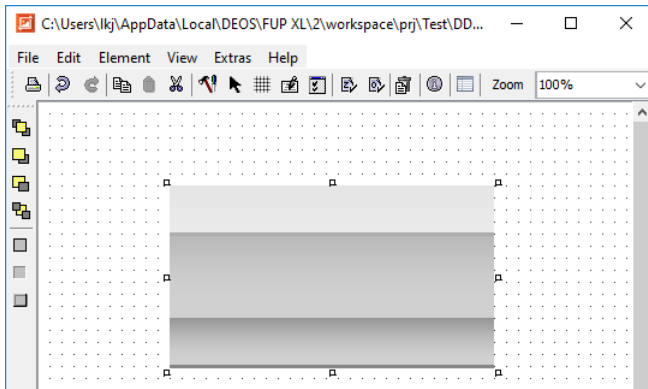 C:\Users\lkj\AppData\Local\DEOS\FUP XL\2\workspace\prj\Test\DD...
File Edit Element View Extras Help
Zoom 100%